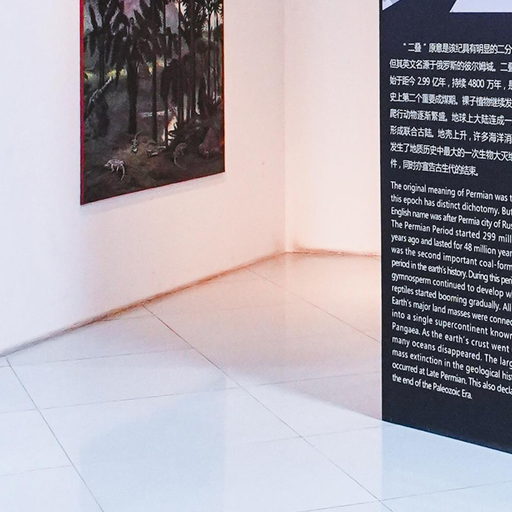 “二叠”原意是该纪具有明显的二分
但其英文名源于俄罗斯的彼尔姆城。二叠
始于距今 2.99 亿年，持续 4800 万年，是
史上第二个重要成煤期。裸子植物继续发
爬行动物逐渐繁盛。地球上大陆连成一
形成联合古陆。地壳上升，许多海洋消
发生了地质历史中最大的一次生物大灭绝
件，同时亦宣告古生代的结束。
The original meaning of Permian was t
this epoch has distinct dichotomy. But
English name was after Permia city of Rus
The Permian Period started 299 mill
years ago and lasted for 48 million year
was the second important coal-form
period in the earth's history. During this peri
gymnosperm continued to develop w
reptiles started booming gradually. All
Earth's major land masses were connec
into a single supercontinent known
Pangaea. As the earth's crust went
many oceans disappeared. The larg
mass extinction in the geological his
occurred at Late Permian. This also decla
the end of the Paleozoic Era.